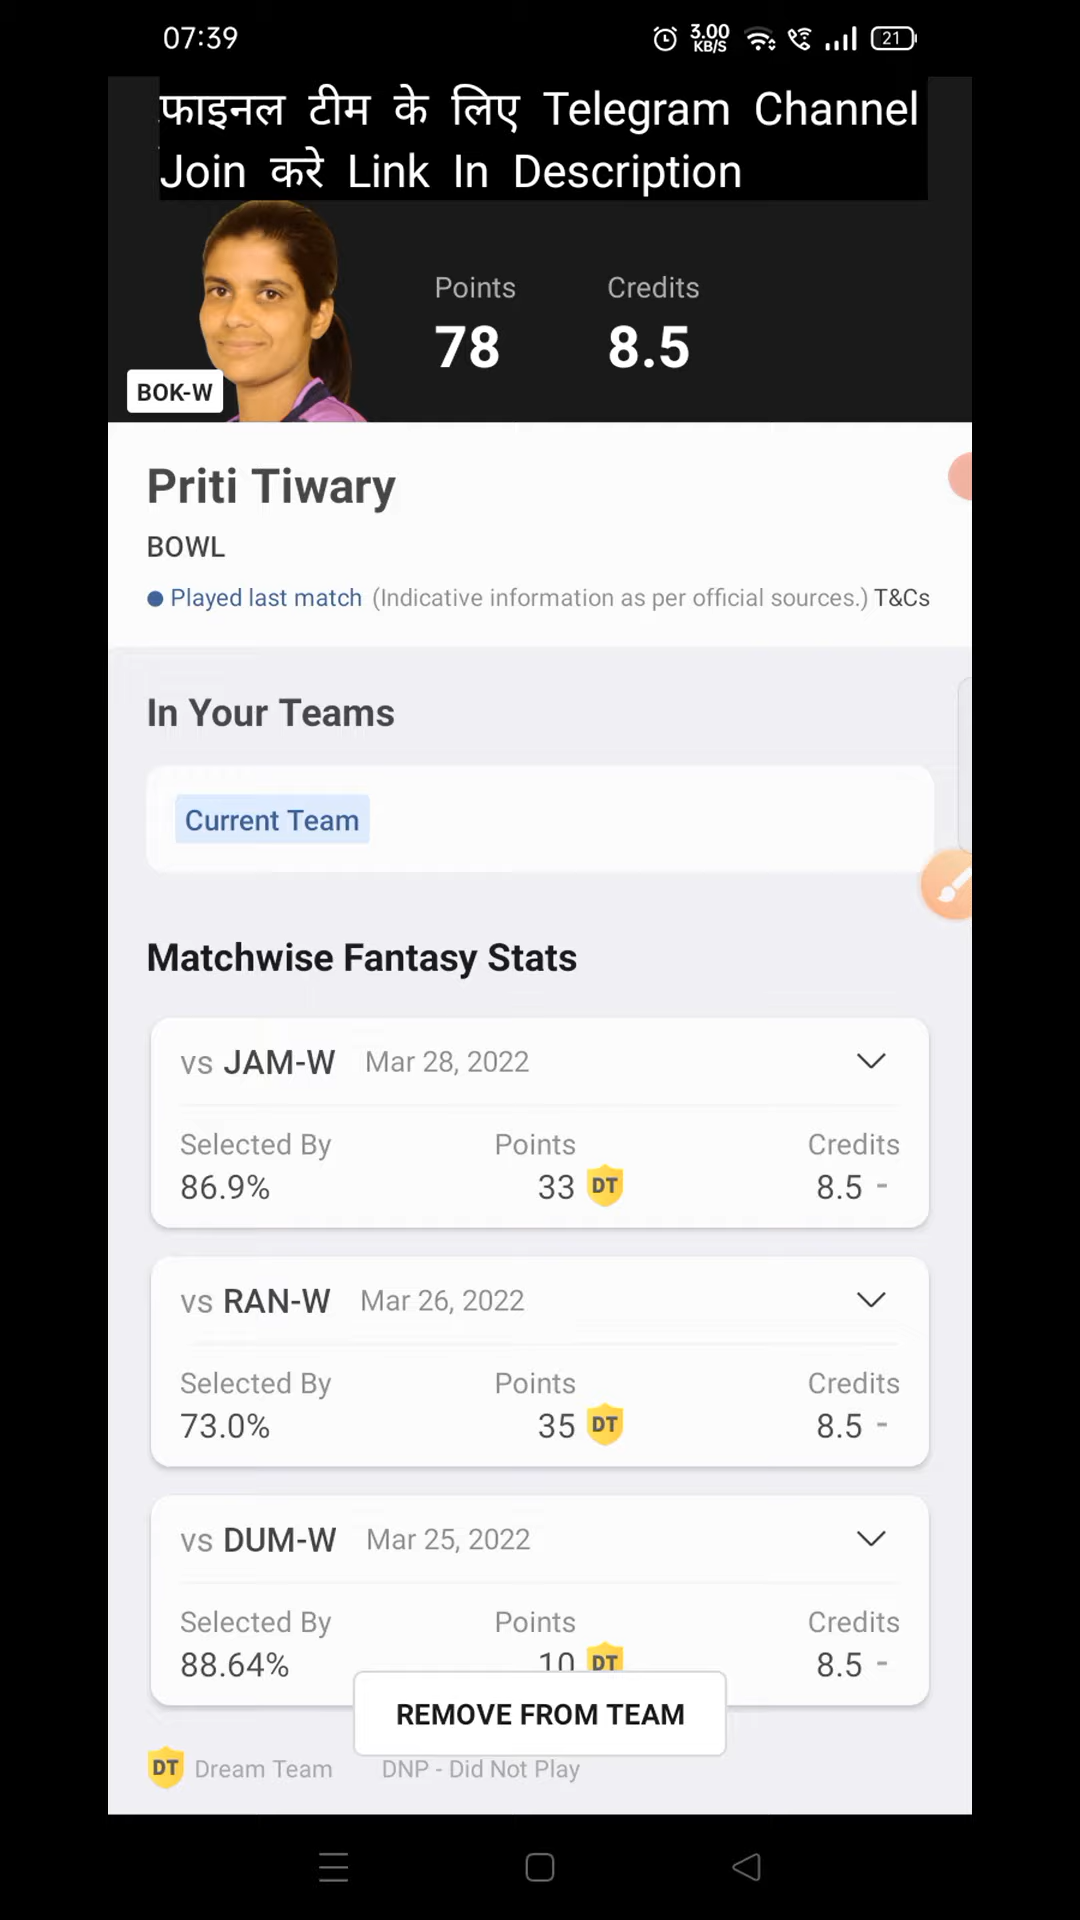 07:39
3.00
KB/S
21
फाइनल टीम के लिए Telegram Channel
Join करे Link In Description
Points
Credits
78
8.5
BOK-W
Priti Tiwary
BOWL
Played last match (Indicative information as per official sources.) T&Cs
In Your Teams
Current Team
Matchwise Fantasy Stats
vs JAM-W Mar 28, 2022
Selected By Points Credits
86.9% 33 DT 8.5 -
vs RAN-W Mar 26, 2022
Selected By Points Credits
73.0% 35 DT 8.5 -
vs DUM-W Mar 25, 2022
Selected By Points Credits
88.64% 10 DT 8.5 -
REMOVE FROM TEAM
DT Dream Team DNP - Did Not Play